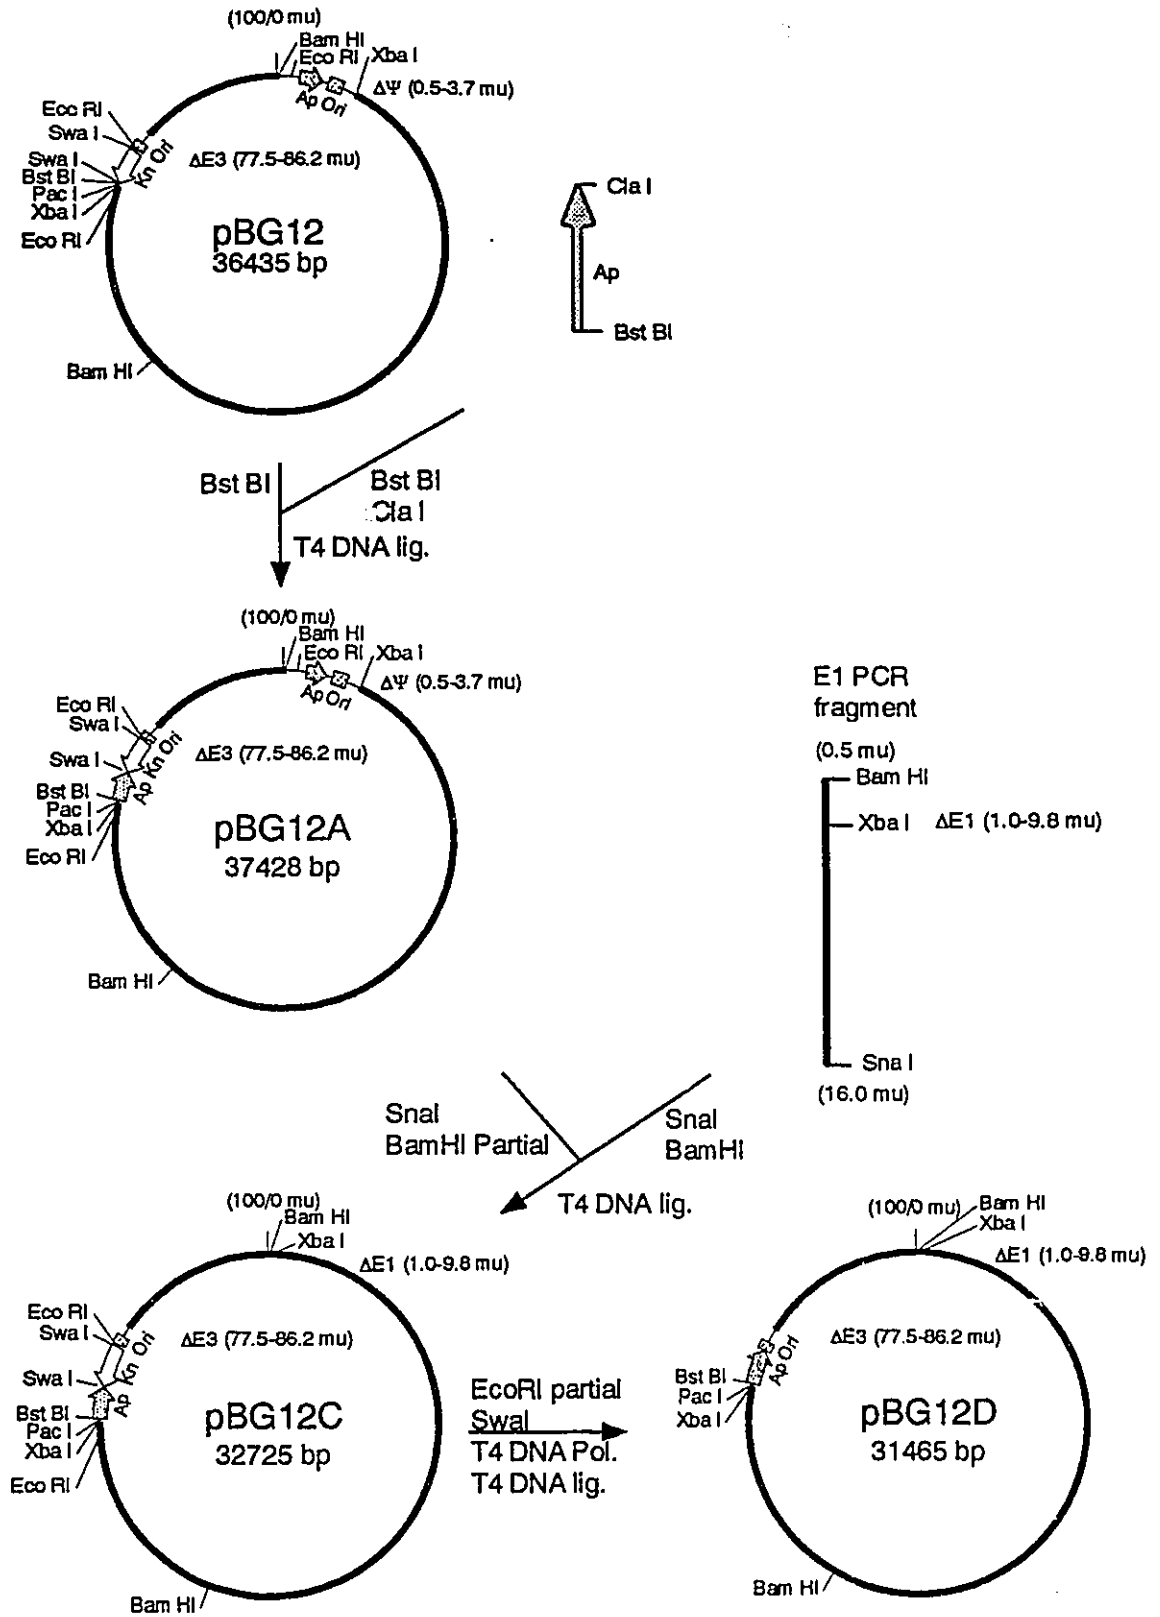 (100/0 mu)
Bam HI
Eco RI
Xba I
ΔΨ (0.5-3.7 mu)
Ap Ori
Eco RI
Swa I
Kn Ori
ΔE3 (77.5-86.2 mu)
Swa I
Bst BI
Pac I
Xba I
Eco RI
pBG12
36435 bp
Bam HI
Cla I
Ap
Bst BI
Bst BI
Bst BI
Cla I
T4 DNA lig.
(100/0 mu)
Bam HI
Eco RI
Xba I
ΔΨ (0.5-3.7 mu)
Ap Ori
Eco RI
Swa I
Ap Kn Ori
ΔE3 (77.5-86.2 mu)
Swa I
Bst BI
Pac I
Xba I
Eco RI
pBG12A
37428 bp
Bam HI
E1 PCR
fragment
(0.5 mu)
Bam HI
Xba I ΔE1 (1.0-9.8 mu)
Sna I
(16.0 mu)
SnaI
BamHI Partial
SnaI
BamHI
T4 DNA lig.
(100/0 mu)
Bam HI
Xba I
ΔE1 (1.0-9.8 mu)
Eco RI
Swa I
Ap Kn Ori
ΔE3 (77.5-86.2 mu)
Swa I
Bst BI
Pac I
Xba I
Eco RI
pBG12C
32725 bp
Bam HI
EcoRI partial
SwaI
T4 DNA Pol.
T4 DNA lig.
(100/0 mu)
Bam HI
Xba I
ΔE1 (1.0-9.8 mu)
ΔE3 (77.5-86.2 mu)
Ap Ori
Bst BI
Pac I
Xba I
pBG12D
31465 bp
Bam HI